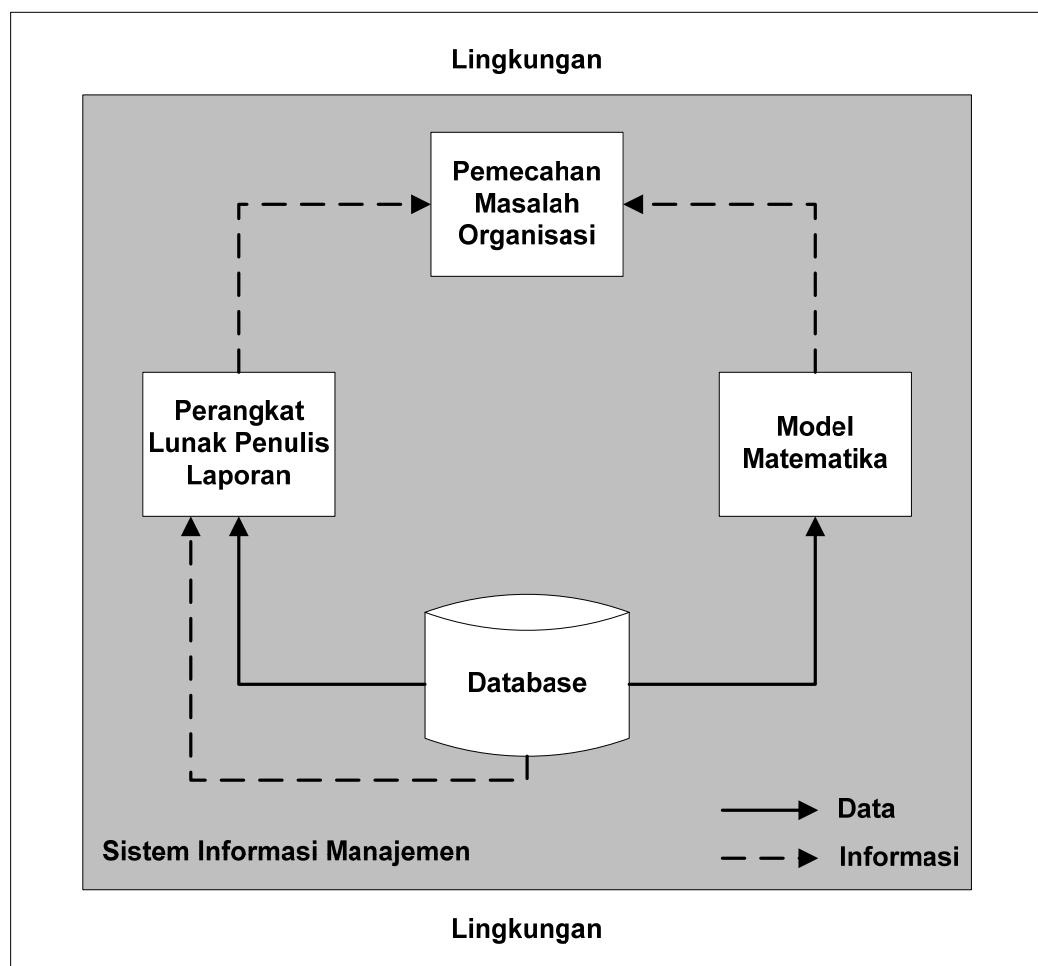 Lingkungan
Pemecahan
Masalah
Organisasi
Perangkat
Lunak Penulis
Laporan
Model
Matematika
Database
Data
Informasi
Sistem Informasi Manajemen
Lingkungan